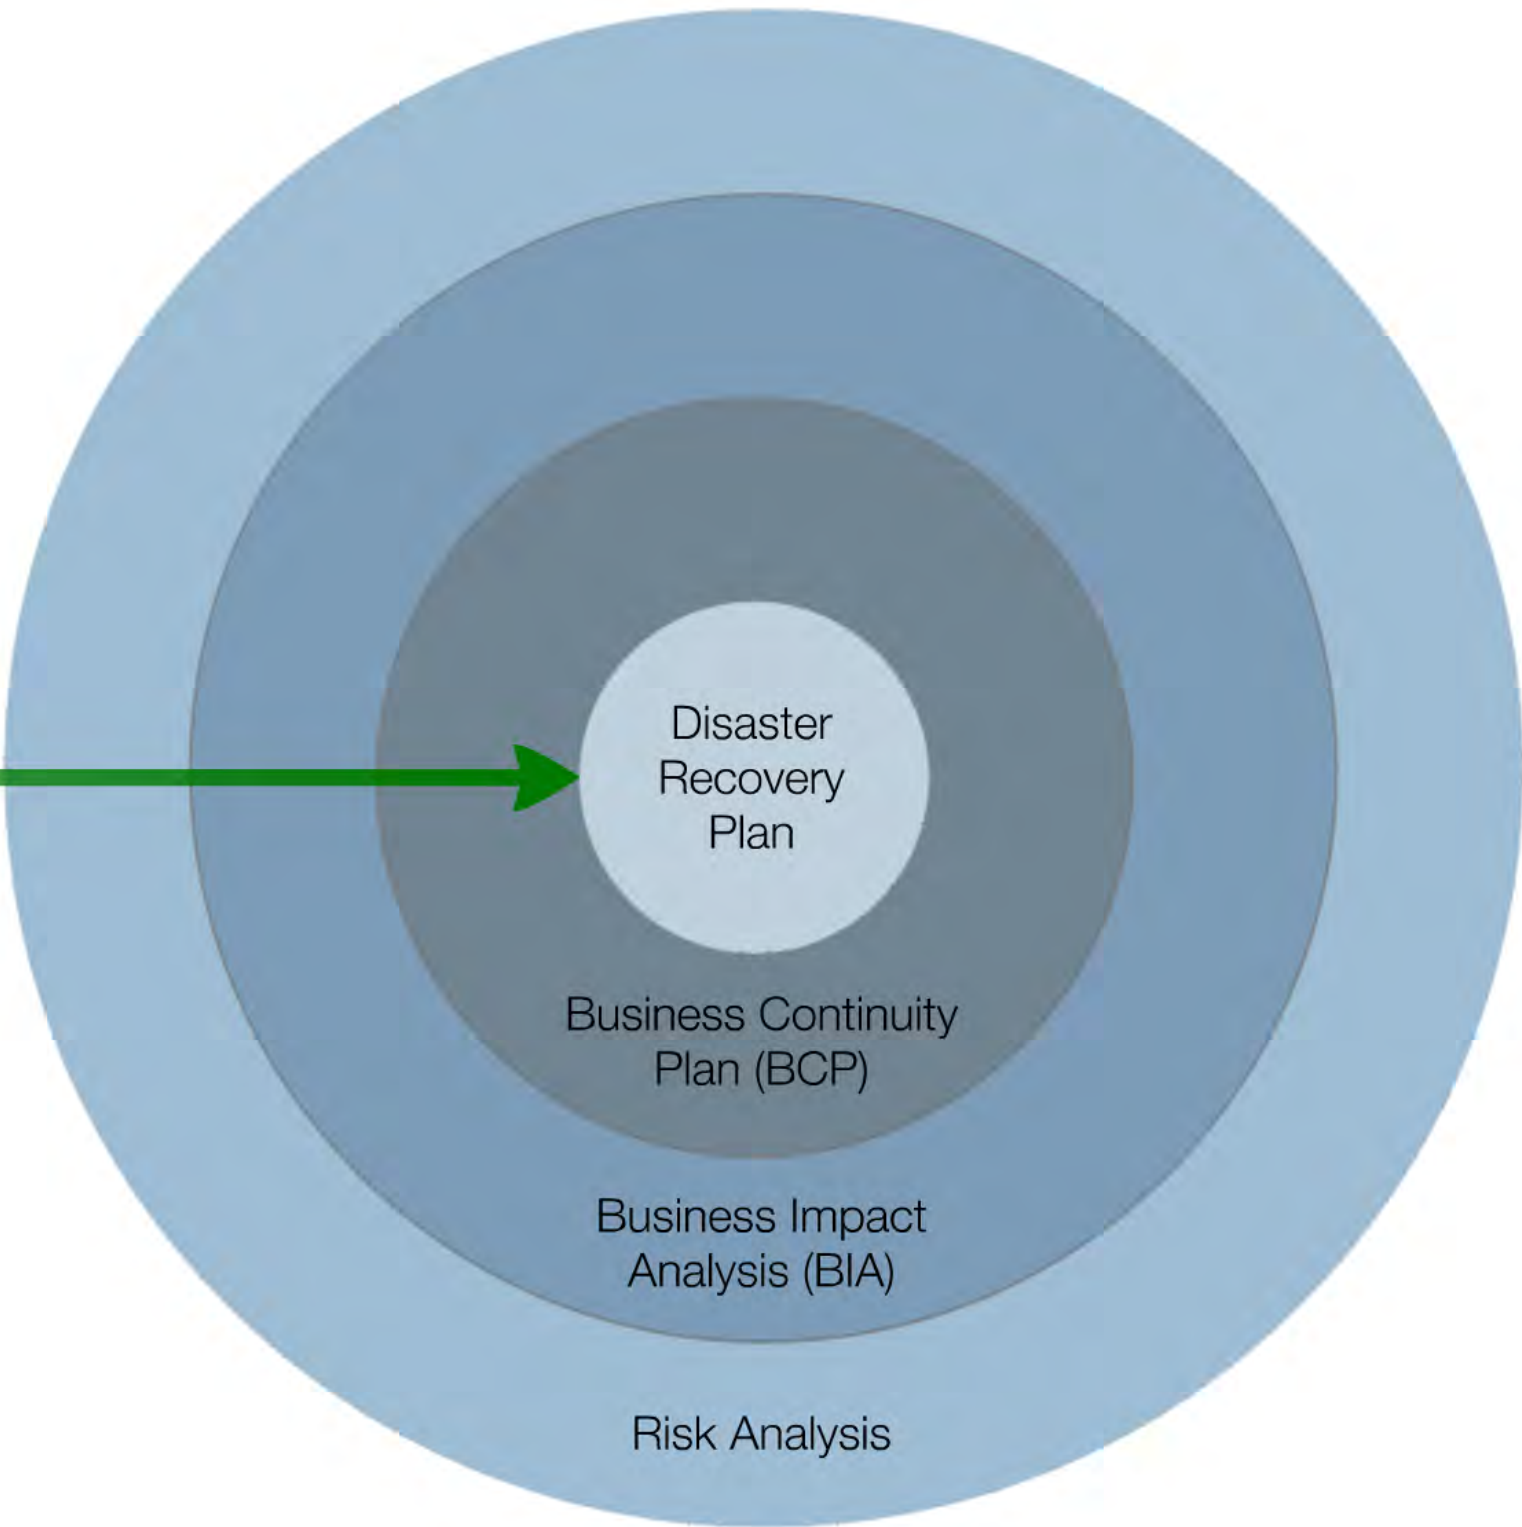 Disaster
Recovery
Plan
Business Continuity
Plan (BCP)
Business Impact
Analysis (BIA)
Risk Analysis